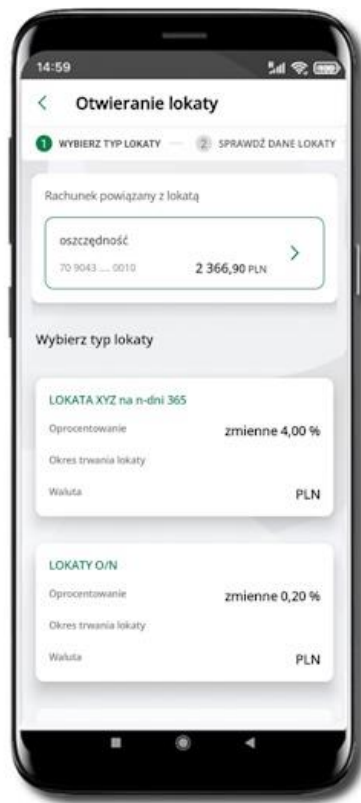 14:59
Otwieranie lokaty
1 WYBIERZ TYP LOKATY 2 SPRAWDŹ DANE LOKATY
Rachunek powiązany z lokatą
oszczędność
70 9043 .... 0010 2 366,90 PLN
Wybierz typ lokaty
LOKATA XYZ na n-dni 365
Oprocentowanie zmienne 4,00 %
Okres trwania lokaty
Waluta PLN
LOKATY O/N
Oprocentowanie zmienne 0,20 %
Okres trwania lokaty
Waluta PLN